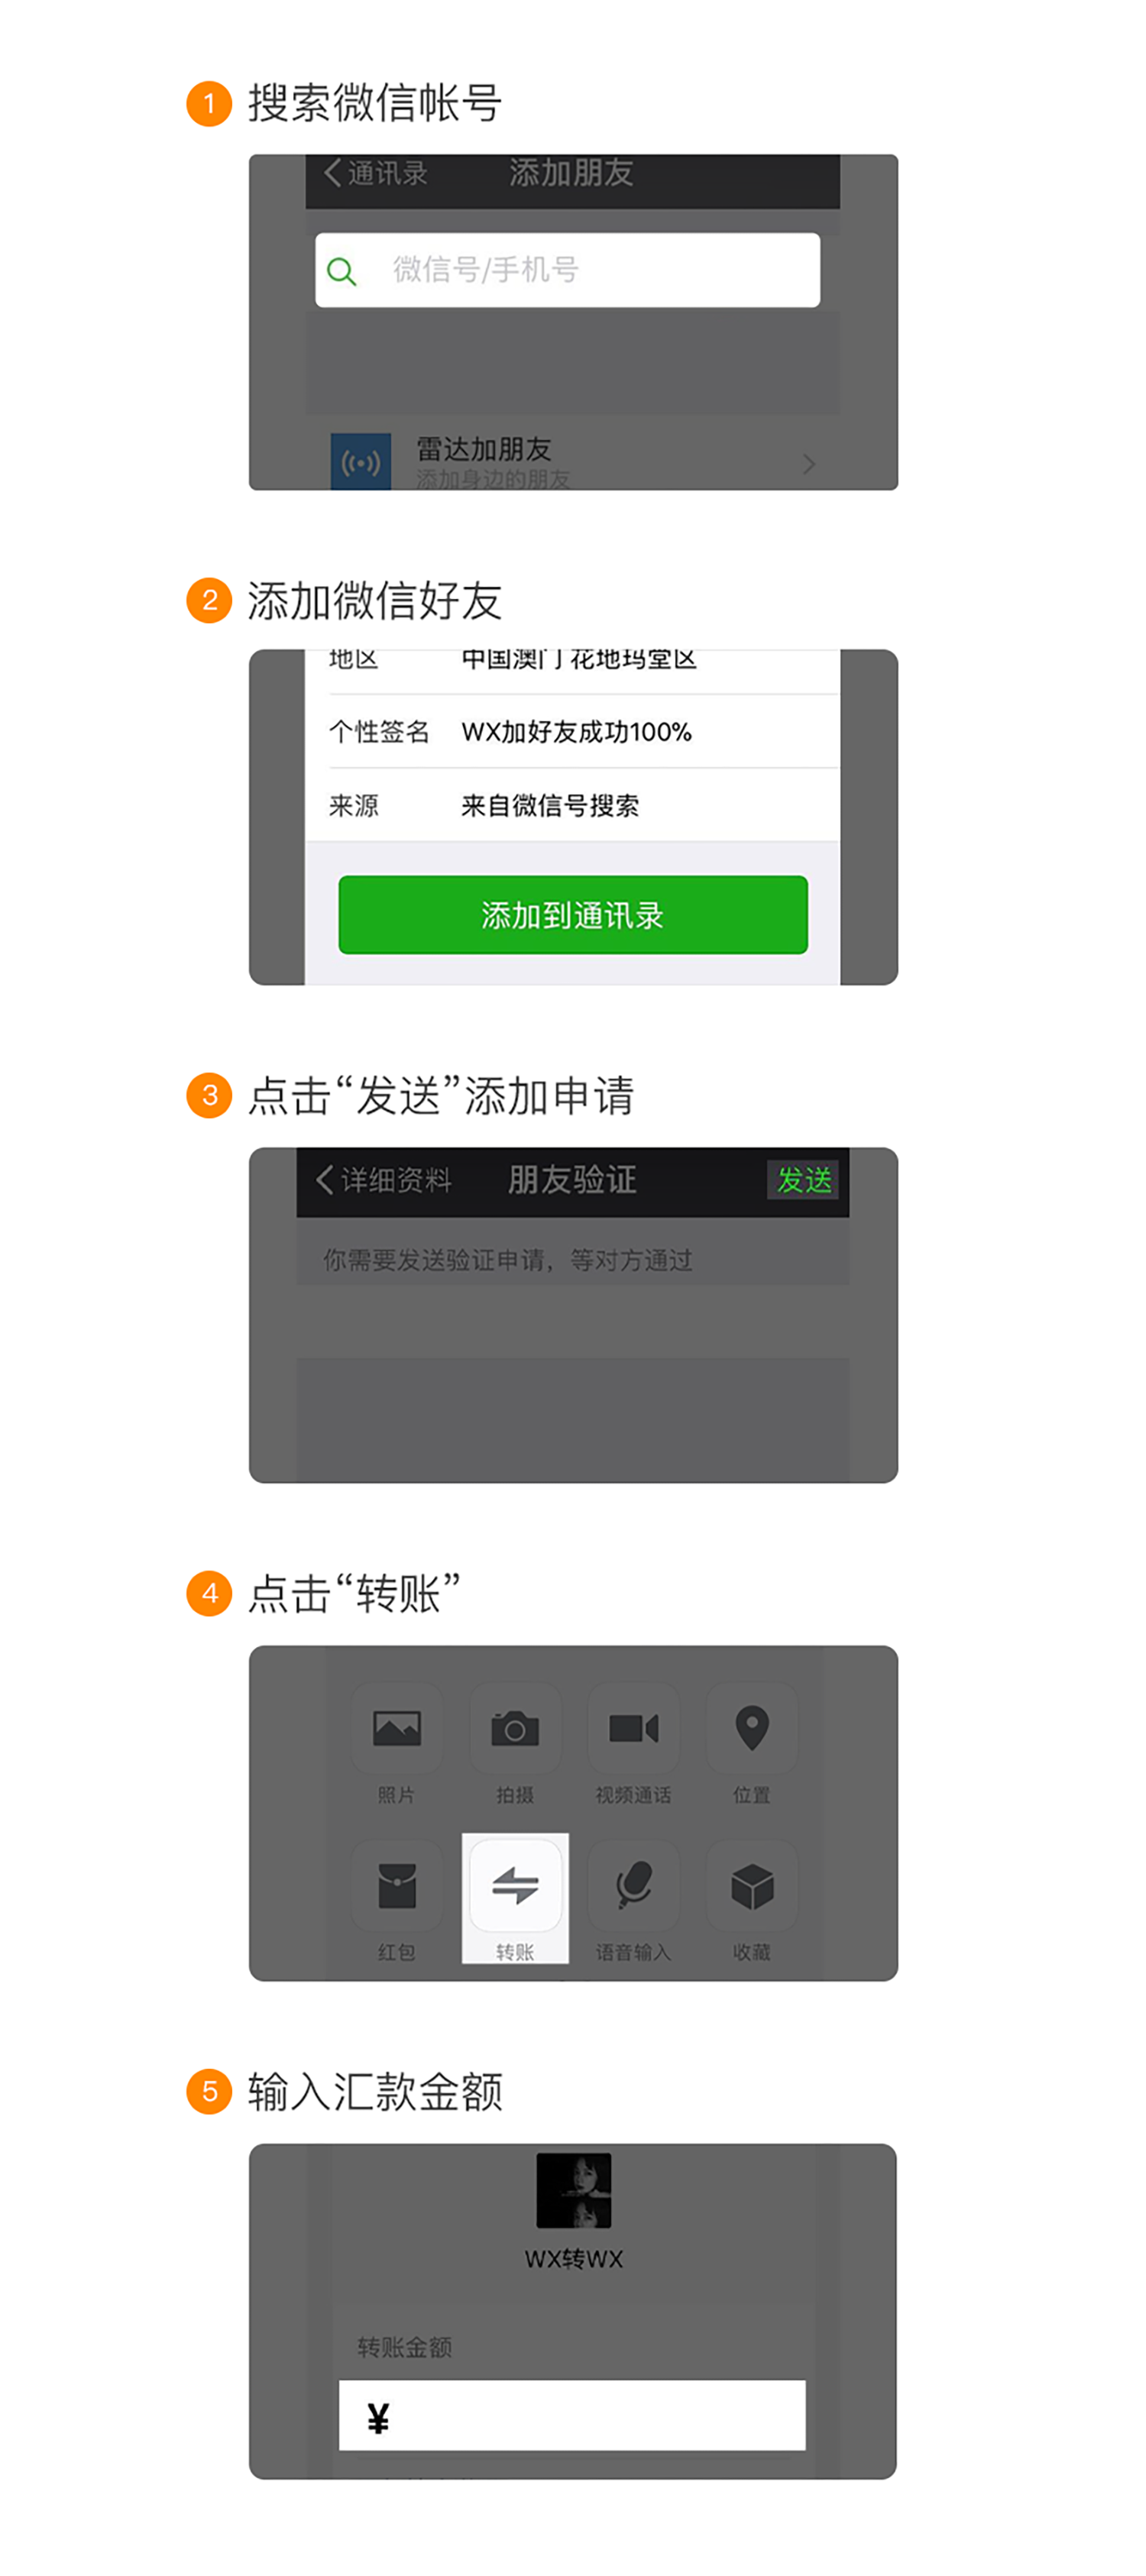 1 搜索微信帐号
通讯录 添加朋友
微信号/手机号
雷达加朋友
添加身边的朋友
2 添加微信好友
地区 中国澳门 花地玛堂区
个性签名 WX加好友成功100%
来源 来自微信号搜索
添加到通讯录
3 点击“发送”添加申请
详细资料 朋友验证 发送
你需要发送验证申请，等对方通过
4 点击“转账”
照片 拍摄 视频通话 位置
红包 转账 语音输入 收藏
5 输入汇款金额
WX转WX
转账金额
¥